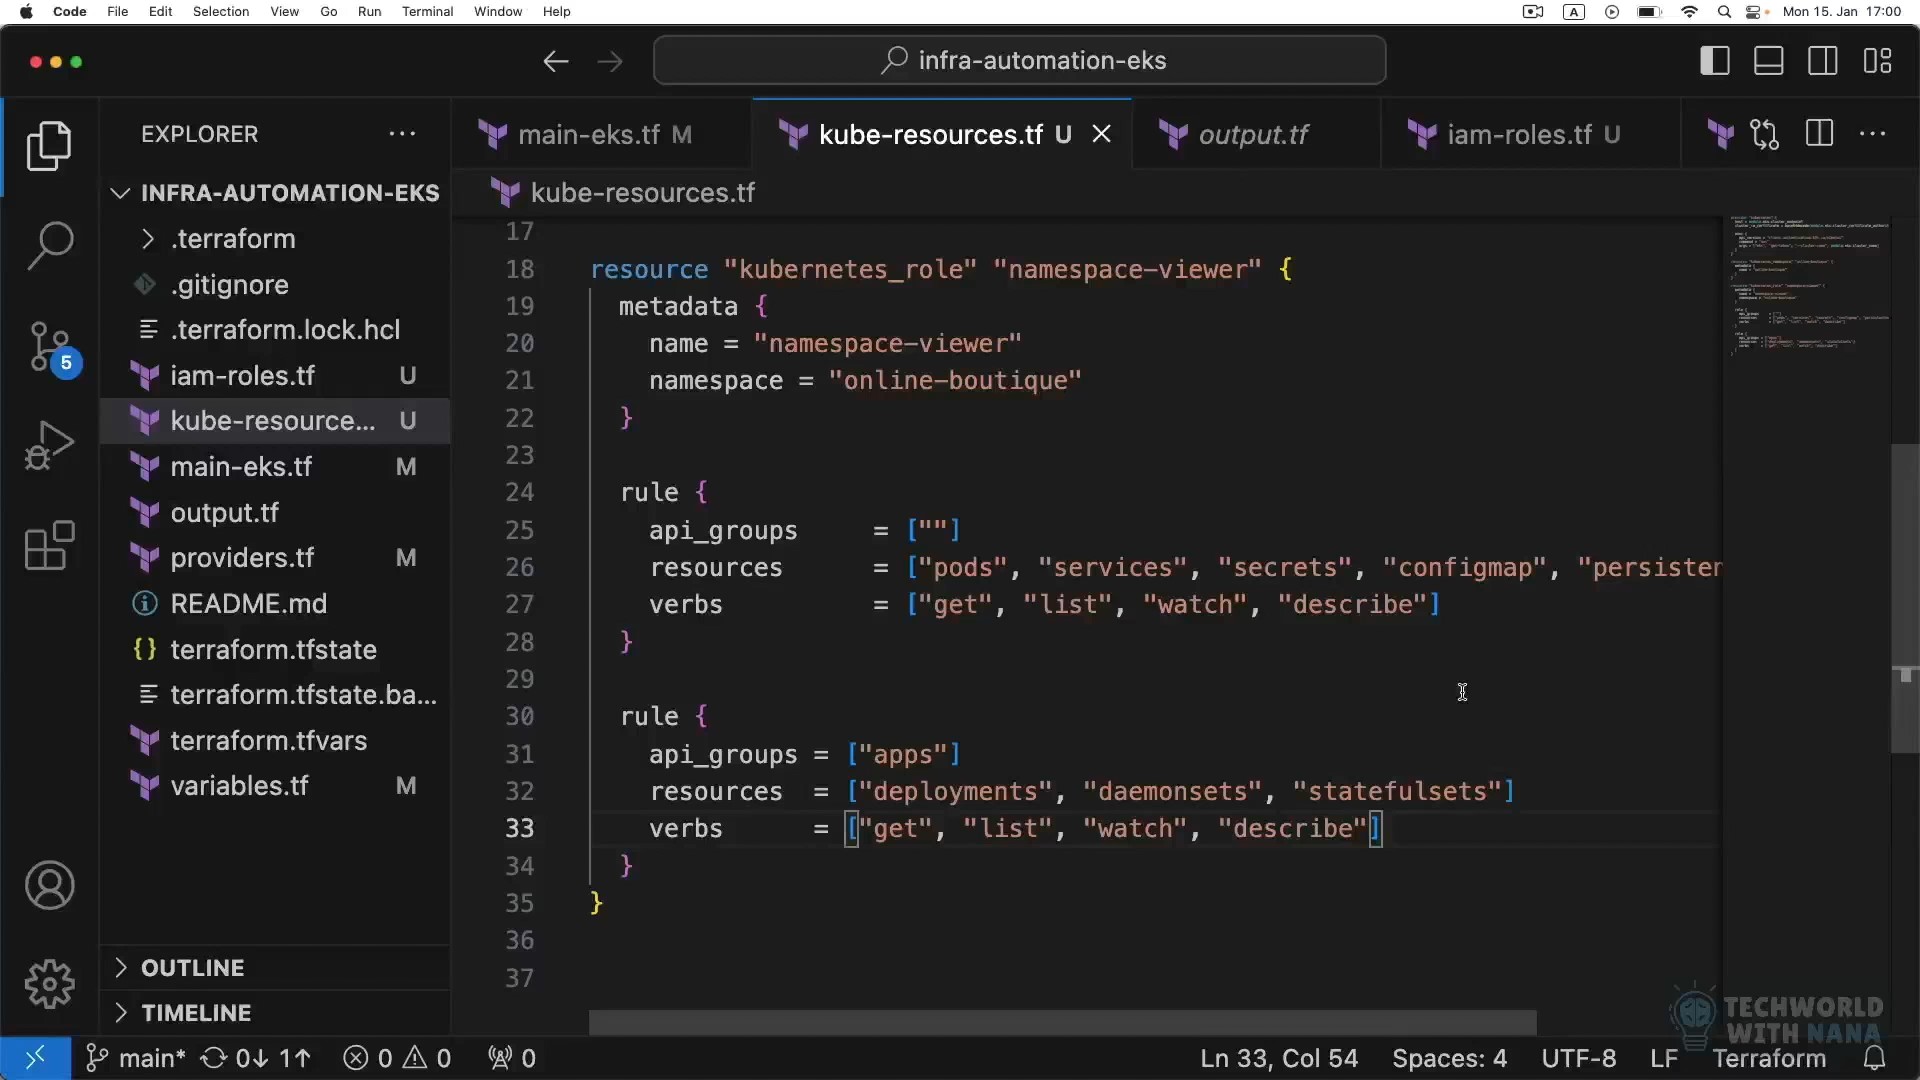 Code File Edit Selection View Go Run Terminal Window Help
A
Mon 15. Jan 17:00
infra-automation-eks
EXPLORER
main-eks.tf M
kube-resources.tf U
output.tf
iam-roles.tf U
INFRA-AUTOMATION-EKS
.terraform
.gitignore
.terraform.lock.hcl
iam-roles.tf U
kube-resource... U
main-eks.tf M
output.tf
providers.tf M
README.md
terraform.tfstate
terraform.tfstate.ba...
terraform.tfvars
variables.tf M
OUTLINE
TIMELINE
5
kube-resources.tf
17
18 resource "kubernetes_role" "namespace-viewer" {
19 metadata {
20 name = "namespace-viewer"
21 namespace = "online-boutique"
22 }
23
24 rule {
25 api_groups = [""]
26 resources = ["pods", "services", "secrets", "configmap", "persisten
27 verbs = ["get", "list", "watch", "describe"]
28 }
29
30 rule {
31 api_groups = ["apps"]
32 resources = ["deployments", "daemonsets", "statefulsets"]
33 verbs = ["get", "list", "watch", "describe"]
34 }
35 }
36
37
TECHWORLD
WITH NANA
main* 0↓ 1↑ 0 0 0
Ln 33, Col 54 Spaces: 4 UTF-8 LF Terraform